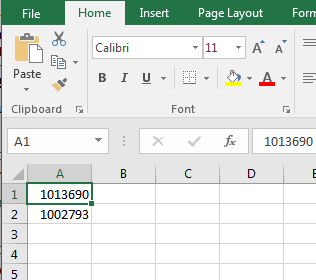 File Home Insert Page Layout Form
Calibri 11 A A
Paste B I U A
Clipboard Font
A1 fx 1013690
A B C D E
1 1013690
2 1002793
3
4
5